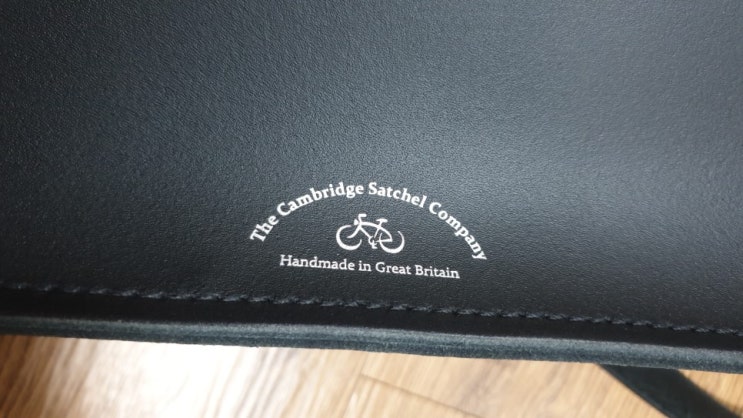 The Cambridge Satchel Company
Handmade in Great Britain